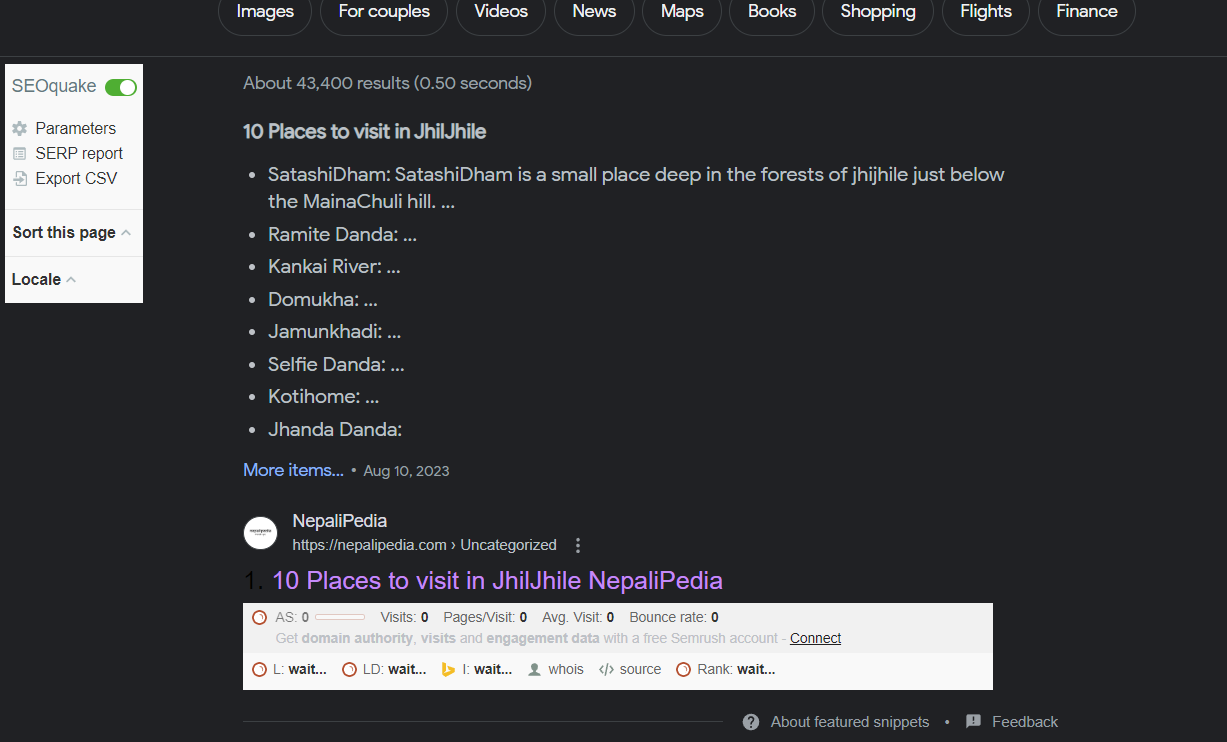 Images For couples Videos News Maps Books Shopping Flights Finance
SEOquake
Parameters
SERP report
Export CSV
Sort this page
Locale
About 43,400 results (0.50 seconds)
10 Places to visit in JhilJhile
• SatashiDham: SatashiDham is a small place deep in the forests of jhijhile just below
the MainaChuli hill. ...
• Ramite Danda: ...
• Kankai River: ...
• Domukha: ...
• Jamunkhadi: ...
• Selfie Danda: ...
• Kotihome: ...
• Jhanda Danda:
More items... • Aug 10, 2023
NepaliPedia
https://nepalipedia.com › Uncategorized
1. 10 Places to visit in JhilJhile NepaliPedia
AS: 0 Visits: 0 Pages/Visit: 0 Avg. Visit: 0 Bounce rate: 0
Get domain authority, visits and engagement data with a free Semrush account - Connect
L: wait... LD: wait... I: wait... whois </> source Rank: wait...
About featured snippets • Feedback